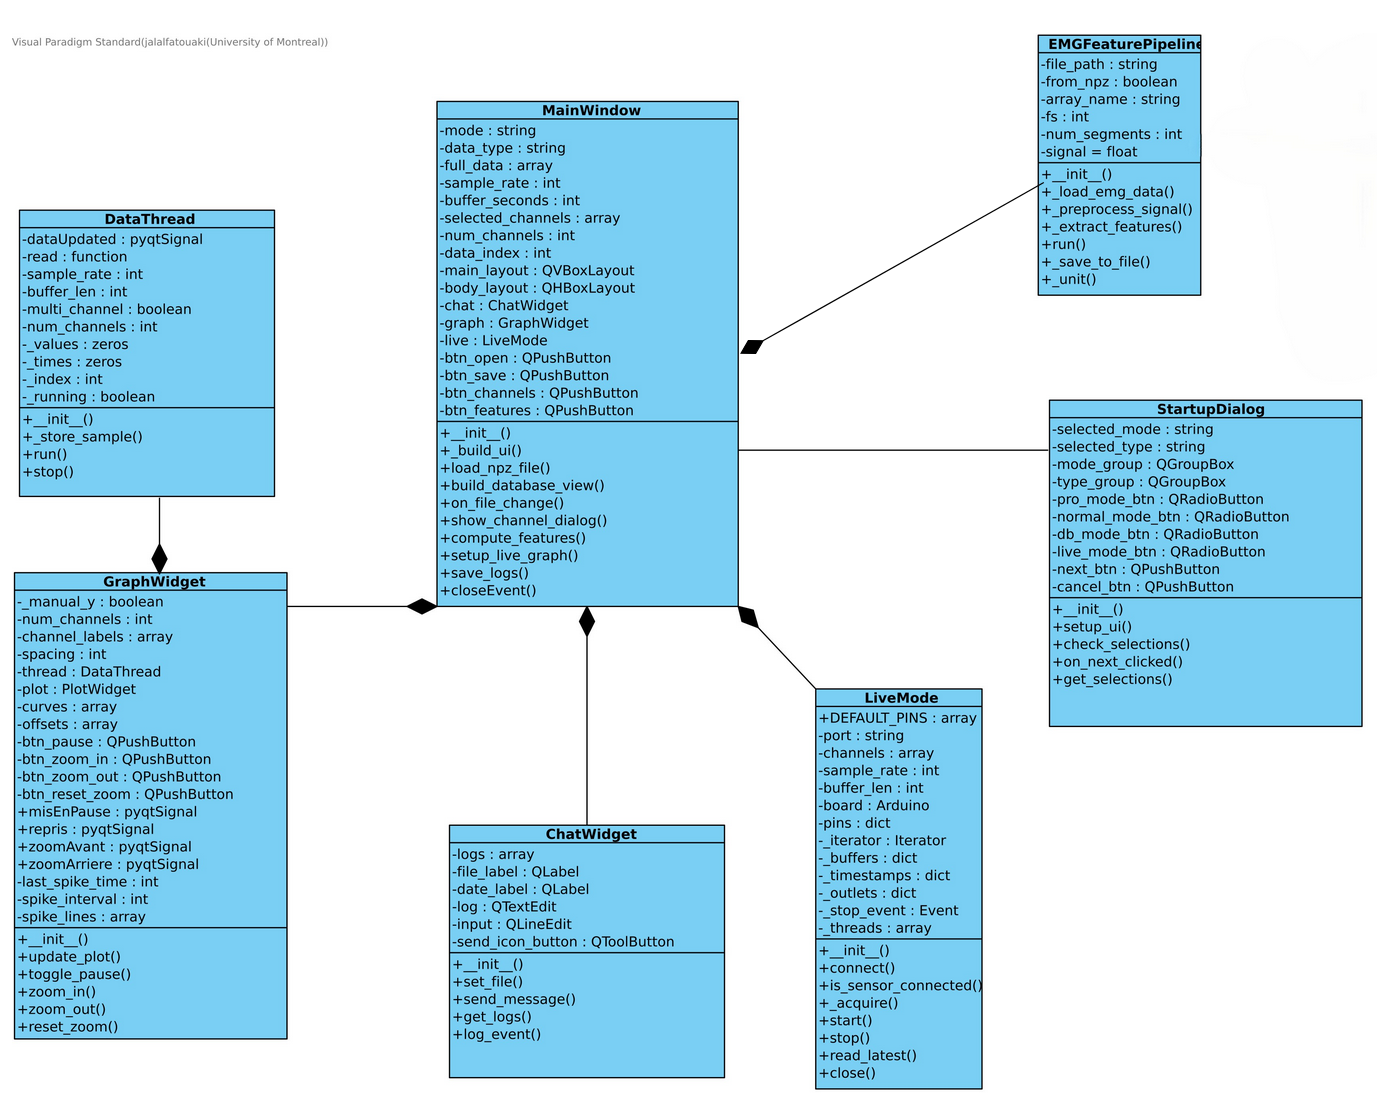 Visual Paradigm Standard(jalalfatouaki(University of Montreal))
EMGFeaturePipeline
-file_path : string
-from_npz : boolean
-array_name : string
-fs : int
-num_segments : int
-signal = float
+__init__()
+_load_emg_data()
+_preprocess_signal()
+_extract_features()
+run()
+_save_to_file()
+_unit()
MainWindow
-mode : string
-data_type : string
-full_data : array
-sample_rate : int
-buffer_seconds : int
-selected_channels : array
-num_channels : int
-data_index : int
-main_layout : QVBoxLayout
-body_layout : QHBoxLayout
-chat : ChatWidget
-graph : GraphWidget
-live : LiveMode
-btn_open : QPushButton
-btn_save : QPushButton
-btn_channels : QPushButton
-btn_features : QPushButton
+__init__()
+_build_ui()
+load_npz_file()
+build_database_view()
+on_file_change()
+show_channel_dialog()
+compute_features()
+setup_live_graph()
+save_logs()
+closeEvent()
DataThread
-dataUpdated : pyqtSignal
-read : function
-sample_rate : int
-buffer_len : int
-multi_channel : boolean
-num_channels : int
-_values : zeros
-_times : zeros
-_index : int
-_running : boolean
+__init__()
+_store_sample()
+run()
+stop()
StartupDialog
-selected_mode : string
-selected_type : string
-mode_group : QGroupBox
-type_group : QGroupBox
-pro_mode_btn : QRadioButton
-normal_mode_btn : QRadioButton
-db_mode_btn : QRadioButton
-live_mode_btn : QRadioButton
-next_btn : QPushButton
-cancel_btn : QPushButton
+__init__()
+setup_ui()
+check_selections()
+on_next_clicked()
+get_selections()
GraphWidget
-_manual_y : boolean
-num_channels : int
-channel_labels : array
-spacing : int
-thread : DataThread
-plot : PlotWidget
-curves : array
-offsets : array
-btn_pause : QPushButton
-btn_zoom_in : QPushButton
-btn_zoom_out : QPushButton
-btn_reset_zoom : QPushButton
+misEnPause : pyqtSignal
+repris : pyqtSignal
+zoomAvant : pyqtSignal
+zoomArriere : pyqtSignal
-last_spike_time : int
-spike_interval : int
-spike_lines : array
+__init__()
+update_plot()
+toggle_pause()
+zoom_in()
+zoom_out()
+reset_zoom()
LiveMode
+DEFAULT_PINS : array
-port : string
-channels : array
-sample_rate : int
-buffer_len : int
-board : Arduino
-pins : dict
-_iterator : Iterator
-_buffers : dict
-_timestamps : dict
-_outlets : dict
-_stop_event : Event
-_threads : array
+__init__()
+connect()
+is_sensor_connected()
+_acquire()
+start()
+stop()
+read_latest()
+close()
ChatWidget
-logs : array
-file_label : QLabel
-date_label : QLabel
-log : QTextEdit
-input : QLineEdit
-send_icon_button : QToolButton
+__init__()
+set_file()
+send_message()
+get_logs()
+log_event()